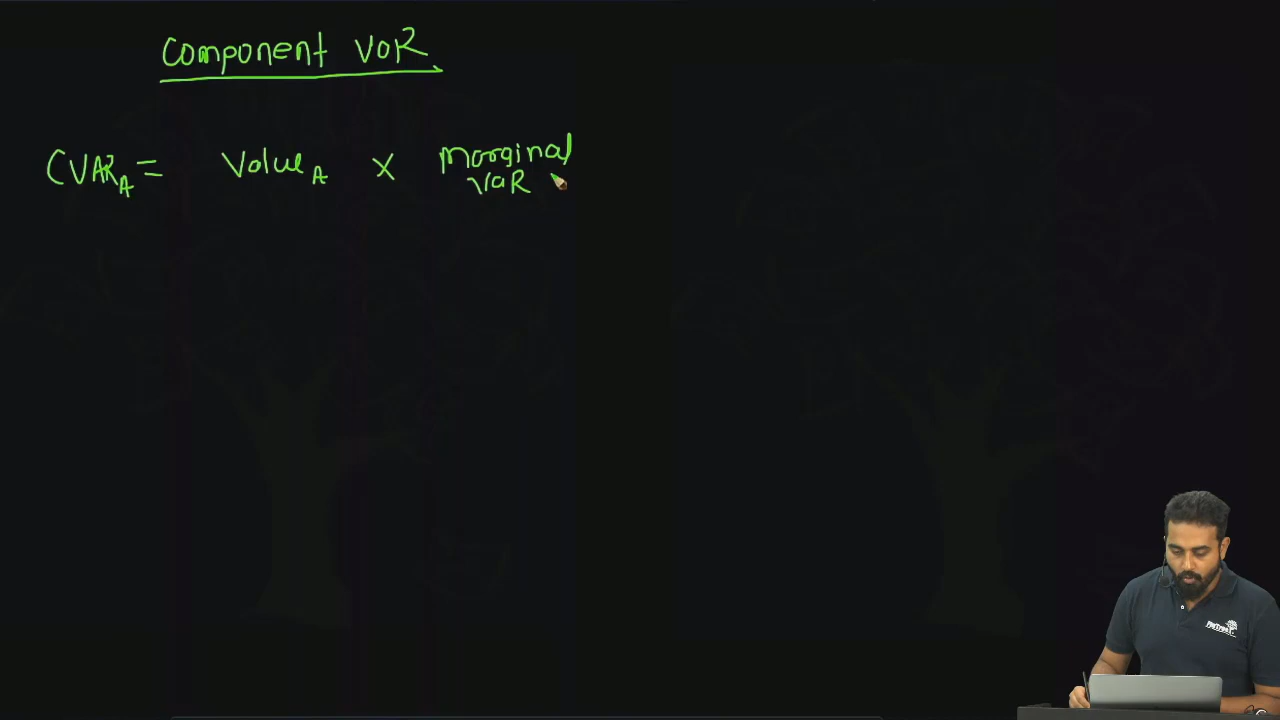 Component VaR
CVAR_A = Value_A × Marginal VaR